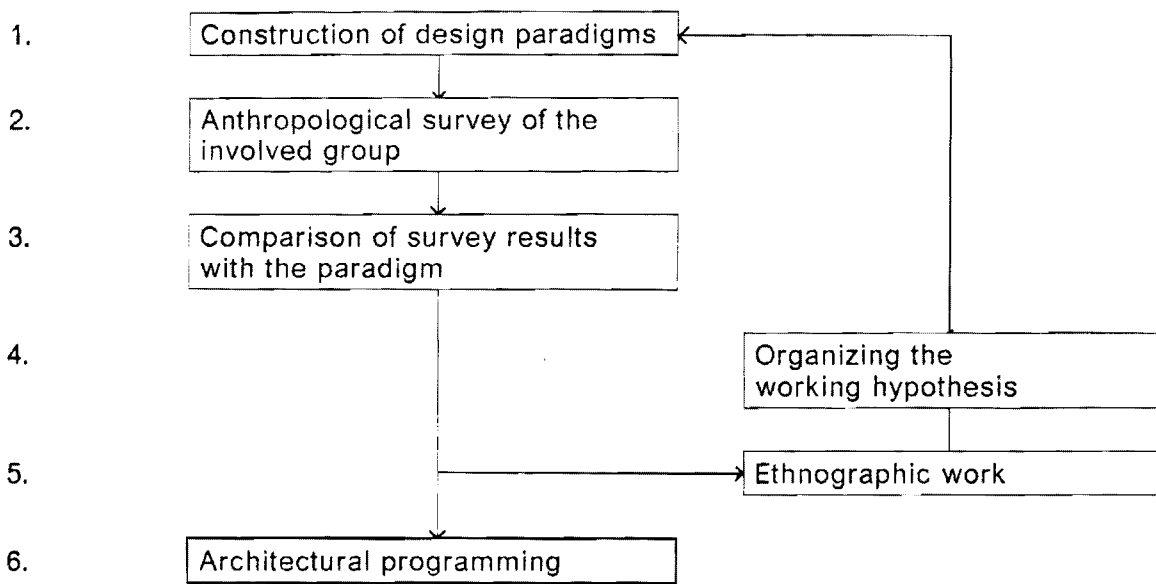 1. Construction of design paradigms
2. Anthropological survey of the
involved group
3. Comparison of survey results
with the paradigm
4. Organizing the
working hypothesis
5. Ethnographic work
6. Architectural programming